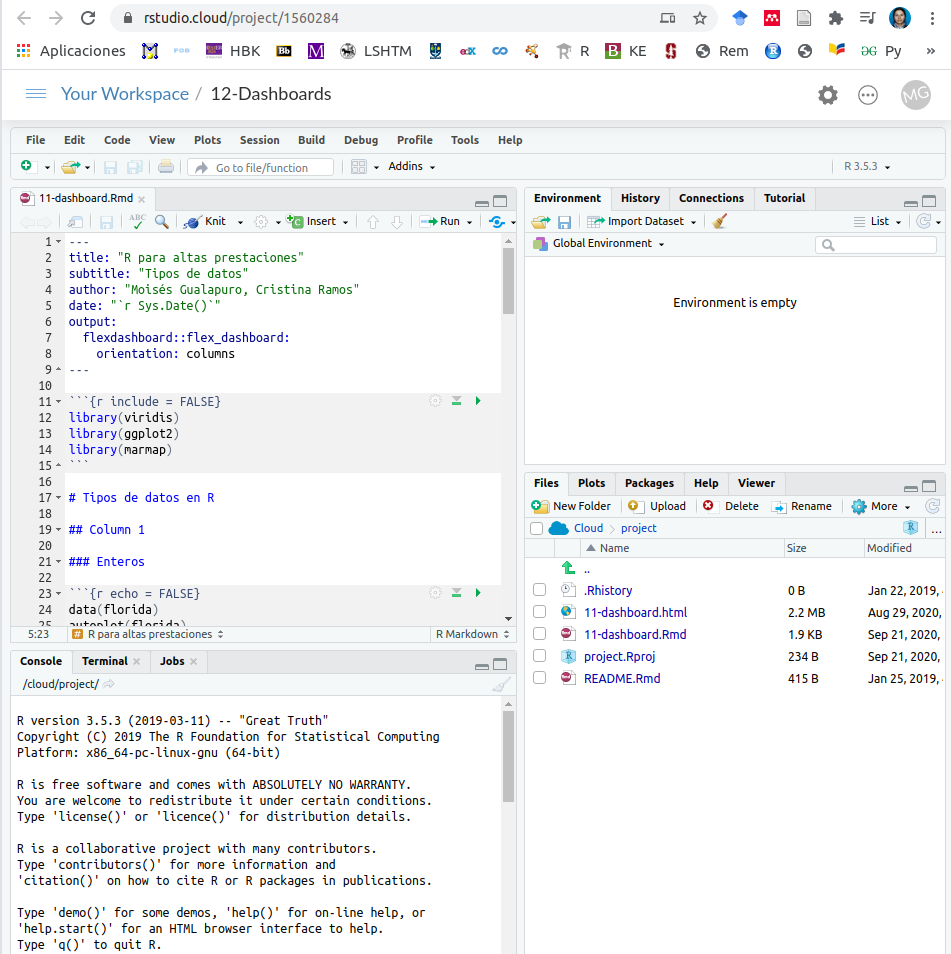 rstudio.cloud/project/1560284
Aplicaciones FOR HBK Bb M LSHTM edX R B KE Rem R Py »
Your Workspace / 12-Dashboards MG
File Edit Code View Plots Session Build Debug Profile Tools Help
Go to file/function Addins R 3.5.3
11-dashboard.Rmd
ABC Knit Insert Run
1 ---
2 title: "R para altas prestaciones"
3 subtitle: "Tipos de datos"
4 author: "Moisés Gualapuro, Cristina Ramos"
5 date: "`r Sys.Date()`"
6 output:
7 flexdashboard::flex_dashboard:
8 orientation: columns
9 ---
10
11 ```{r include = FALSE}
12 library(viridis)
13 library(ggplot2)
14 library(marmap)
15 ```
16
17 # Tipos de datos en R
18
19 ## Column 1
20
21 ### Enteros
22
23 ```{r echo = FALSE}
24 data(florida)
25 autoplot(florida)
5:23 # R para altas prestaciones R Markdown
Console Terminal Jobs
/cloud/project/
R version 3.5.3 (2019-03-11) -- "Great Truth"
Copyright (C) 2019 The R Foundation for Statistical Computing
Platform: x86_64-pc-linux-gnu (64-bit)
R is free software and comes with ABSOLUTELY NO WARRANTY.
You are welcome to redistribute it under certain conditions.
Type 'license()' or 'licence()' for distribution details.
R is a collaborative project with many contributors.
Type 'contributors()' for more information and
'citation()' on how to cite R or R packages in publications.
Type 'demo()' for some demos, 'help()' for on-line help, or
'help.start()' for an HTML browser interface to help.
Type 'q()' to quit R.
Environment History Connections Tutorial
Import Dataset List
Global Environment
Environment is empty
Files Plots Packages Help Viewer
New Folder Upload Delete Rename More
Cloud project R ...
Name Size Modified
..
.Rhistory 0 B Jan 22, 2019,
11-dashboard.html 2.2 MB Aug 29, 2020,
11-dashboard.Rmd 1.9 KB Sep 21, 2020,
project.Rproj 234 B Sep 21, 2020,
README.Rmd 415 B Jan 25, 2019,